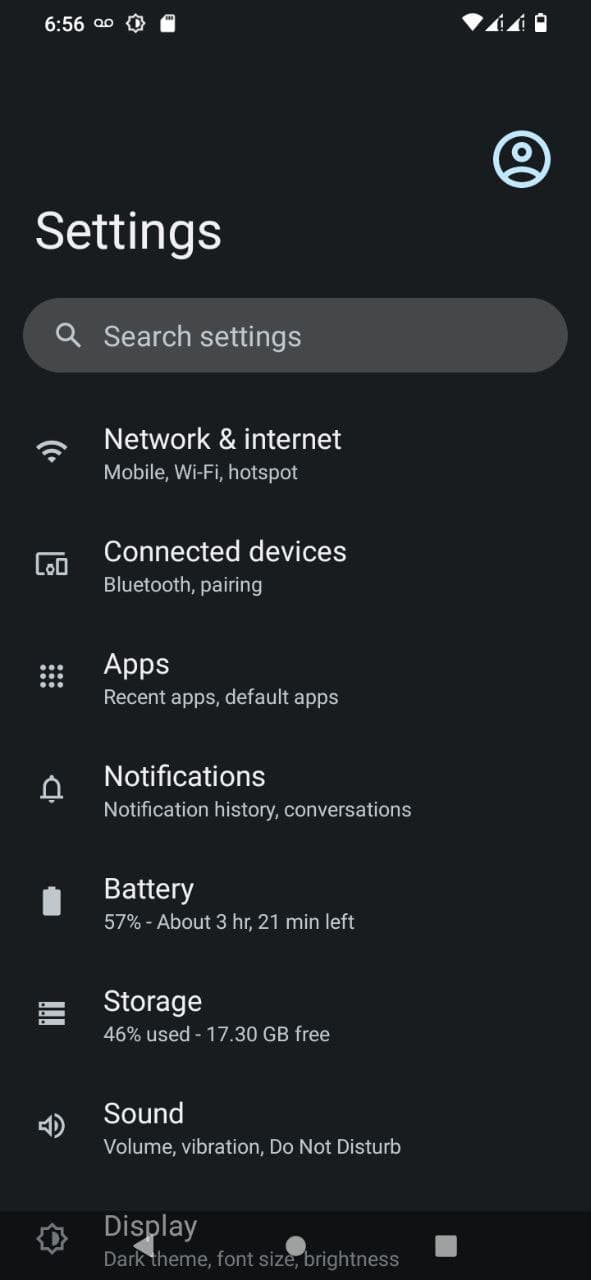 6:56
Settings
Search settings
Network & internet
Mobile, Wi-Fi, hotspot
Connected devices
Bluetooth, pairing
Apps
Recent apps, default apps
Notifications
Notification history, conversations
Battery
57% - About 3 hr, 21 min left
Storage
46% used - 17.30 GB free
Sound
Volume, vibration, Do Not Disturb
Display
Dark theme, font size, brightness